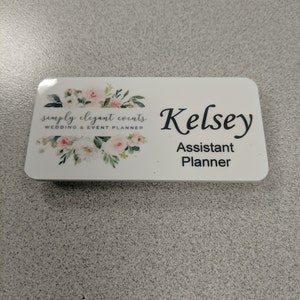 simply elegant events
WEDDING & EVENT PLANNER
Kelsey
Assistant
Planner